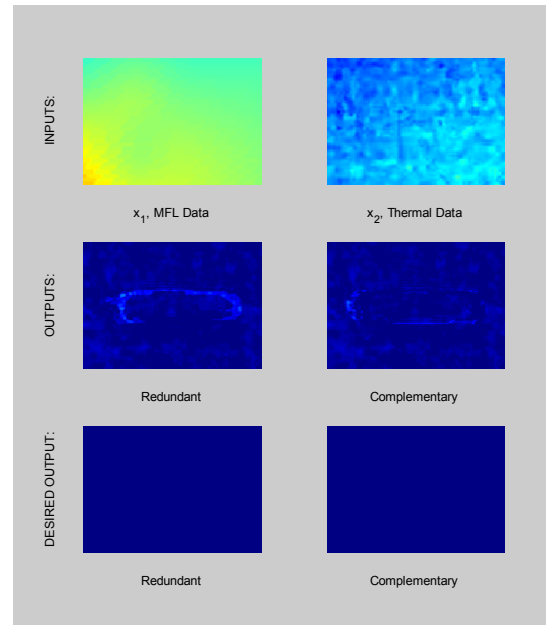 INPUTS:
x1, MFL Data
x2, Thermal Data
OUTPUTS:
Redundant
Complementary
DESIRED OUTPUT:
Redundant
Complementary